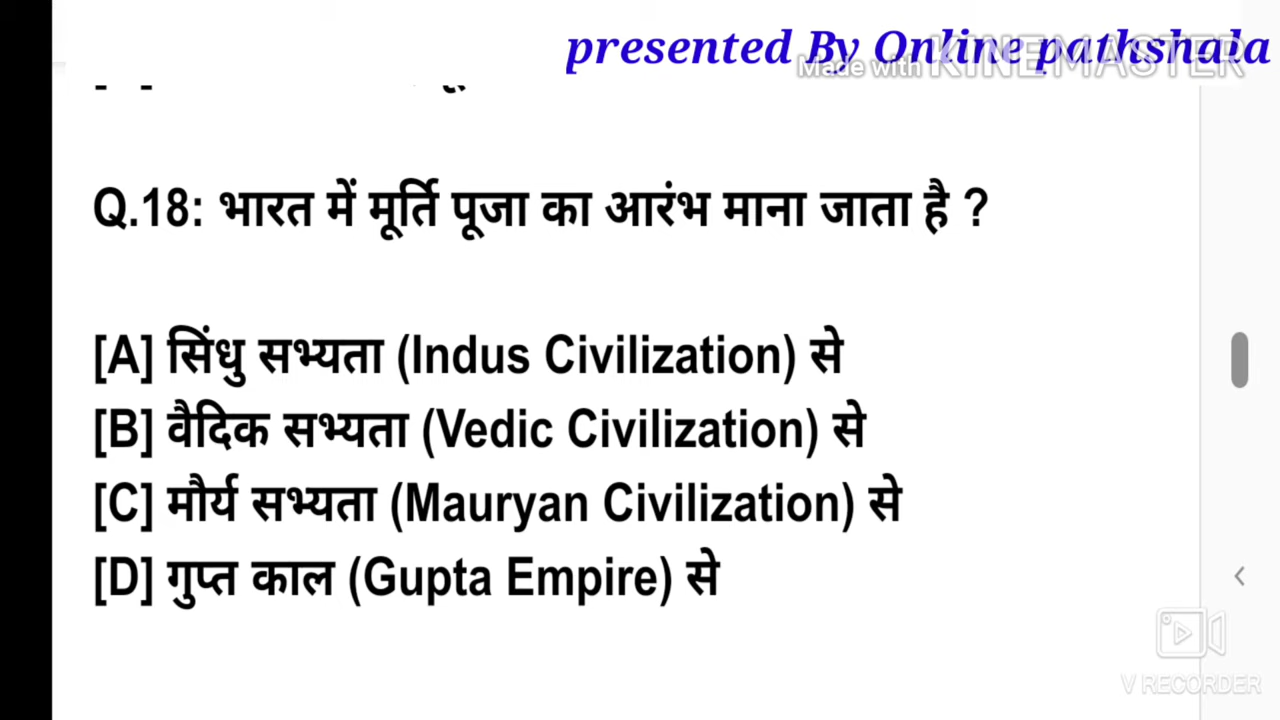 presented By Online pathshala
Made with KINEMASTER
Q.18: भारत में मूर्ति पूजा का आरंभ माना जाता है ?
[A] सिंधु सभ्यता (Indus Civilization) से
[B] वैदिक सभ्यता (Vedic Civilization) से
[C] मौर्य सभ्यता (Mauryan Civilization) से
[D] गुप्त काल (Gupta Empire) से
V RECORDER